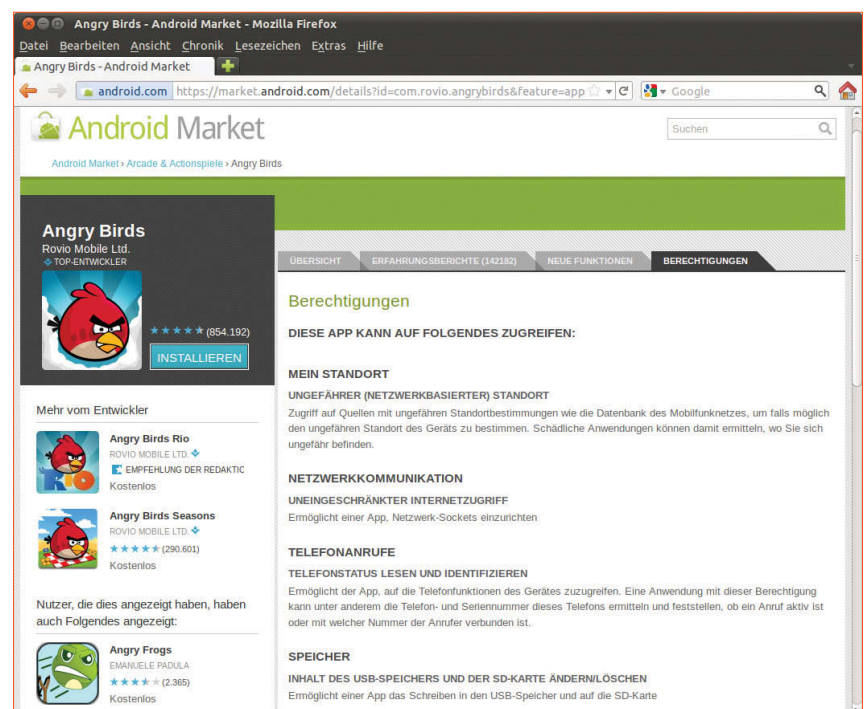 Angry Birds - Android Market - Mozilla Firefox
Datei Bearbeiten Ansicht Chronik Lesezeichen Extras Hilfe
Angry Birds - Android Market
android.com https://market.android.com/details?id=com.rovio.angrybirds&feature=app
Google
Android Market
Suchen
Android Market › Arcade & Actionspiele › Angry Birds
Angry Birds
Rovio Mobile Ltd.
TOP-ENTWICKLER
(854.192)
INSTALLIEREN
Mehr vom Entwickler
Angry Birds Rio
ROVIO MOBILE LTD.
EMPFEHLUNG DER REDAKTIC
Kostenlos
RIO
Angry Birds Seasons
ROVIO MOBILE LTD.
(290.601)
Kostenlos
Nutzer, die dies angezeigt haben, haben
auch Folgendes angezeigt:
Angry Frogs
EMANUELE PADULA
(2.365)
Kostenlos
ÜBERSICHT ERFAHRUNGSBERICHTE (142182) NEUE FUNKTIONEN BERECHTIGUNGEN
Berechtigungen
DIESE APP KANN AUF FOLGENDES ZUGREIFEN:
MEIN STANDORT
UNGEFÄHRER (NETZWERKBASIERTER) STANDORT
Zugriff auf Quellen mit ungefähren Standortbestimmungen wie die Datenbank des Mobilfunknetzes, um falls möglich
den ungefähren Standort des Geräts zu bestimmen. Schädliche Anwendungen können damit ermitteln, wo Sie sich
ungefähr befinden.
NETZWERKKOMMUNIKATION
UNEINGESCHRÄNKTER INTERNETZUGRIFF
Ermöglicht einer App, Netzwerk-Sockets einzurichten
TELEFONANRUFE
TELEFONSTATUS LESEN UND IDENTIFIZIEREN
Ermöglicht der App, auf die Telefonfunktionen des Gerätes zuzugreifen. Eine Anwendung mit dieser Berechtigung
kann unter anderem die Telefon- und Seriennummer dieses Telefons ermitteln und feststellen, ob ein Anruf aktiv ist
oder mit welcher Nummer der Anrufer verbunden ist.
SPEICHER
INHALT DES USB-SPEICHERS UND DER SD-KARTE ÄNDERN/LÖSCHEN
Ermöglicht einer App das Schreiben in den USB-Speicher und auf die SD-Karte